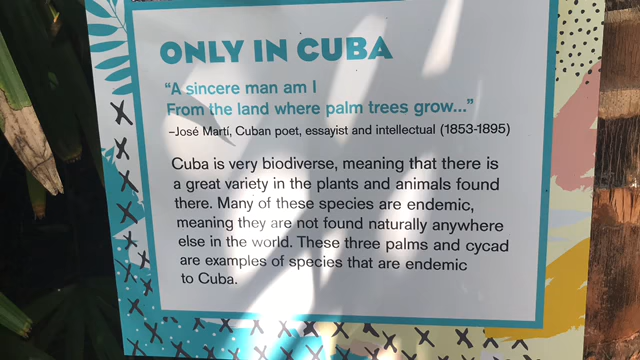 ONLY IN CUBA
“A sincere man am I
From the land where palm trees grow...”
–José Martí, Cuban poet, essayist and intellectual (1853-1895)
Cuba is very biodiverse, meaning that there is
a great variety in the plants and animals found
there. Many of these species are endemic,
meaning they are not found naturally anywhere
else in the world. These three palms and cycad
are examples of species that are endemic
to Cuba.